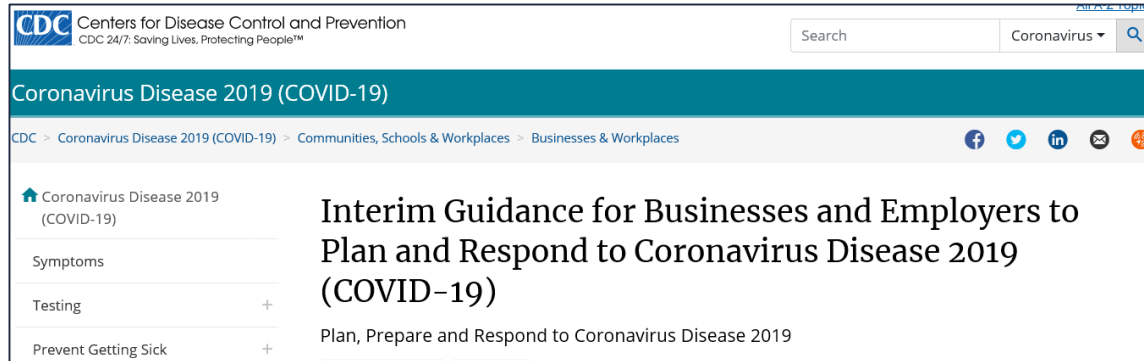 All A-Z Topic
CDC Centers for Disease Control and Prevention
CDC 24/7: Saving Lives, Protecting People™
Search Coronavirus
Coronavirus Disease 2019 (COVID-19)
CDC > Coronavirus Disease 2019 (COVID-19) > Communities, Schools & Workplaces > Businesses & Workplaces
Coronavirus Disease 2019
(COVID-19)
Symptoms
Testing +
Prevent Getting Sick +
Interim Guidance for Businesses and Employers to
Plan and Respond to Coronavirus Disease 2019
(COVID-19)
Plan, Prepare and Respond to Coronavirus Disease 2019